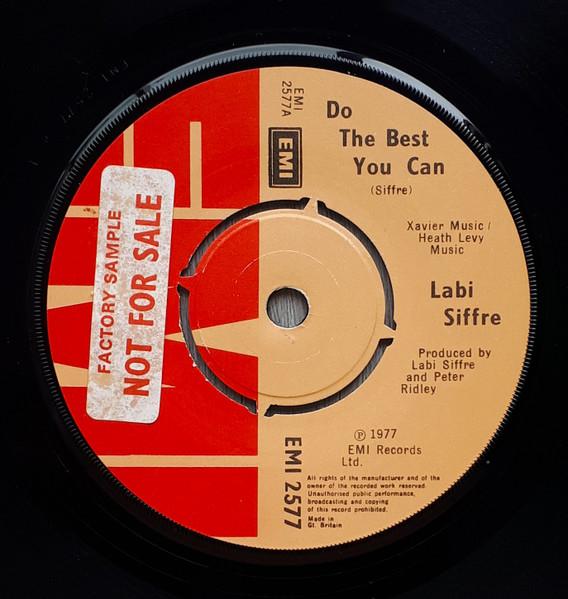 EMI
2577A
EMI
Do
The Best
You Can
(Siffre)
Xavier Music /
Heath Levy
Music
Labi
Siffre
Produced by
Labi Siffre
and Peter
Ridley
℗ 1977
EMI Records
Ltd.
EMI 2577
All rights of the manufacturer and of the
owner of the recorded work reserved.
Unauthorised public performance,
broadcasting and copying
of this record prohibited.
Made in
Gt. Britain
FACTORY SAMPLE
NOT FOR SALE